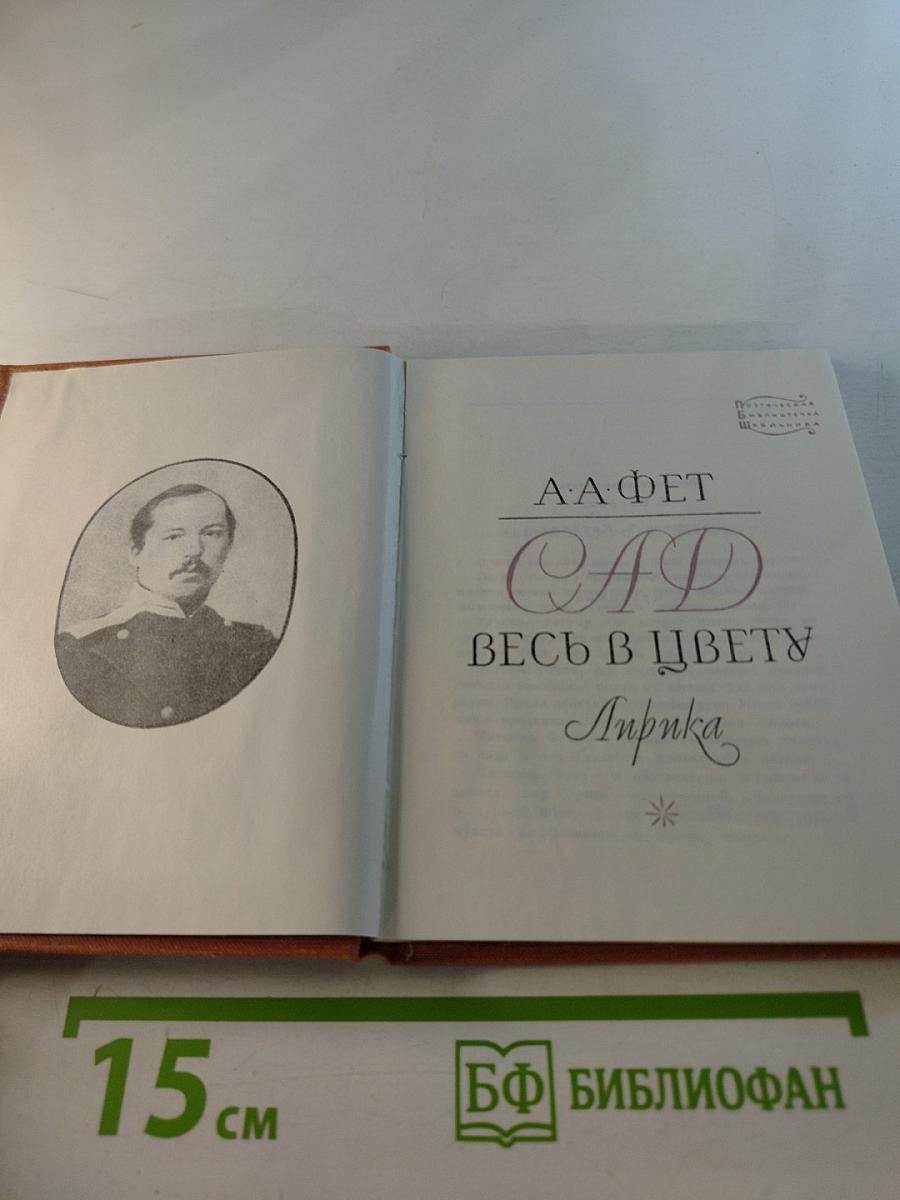 Поэтическая
Библиотечка
Школьника
А·А·ФЕТ
САД
ВЕСЬ В ЦВЕТУ
Лирика
15 см
БФ БИБЛИОФАН